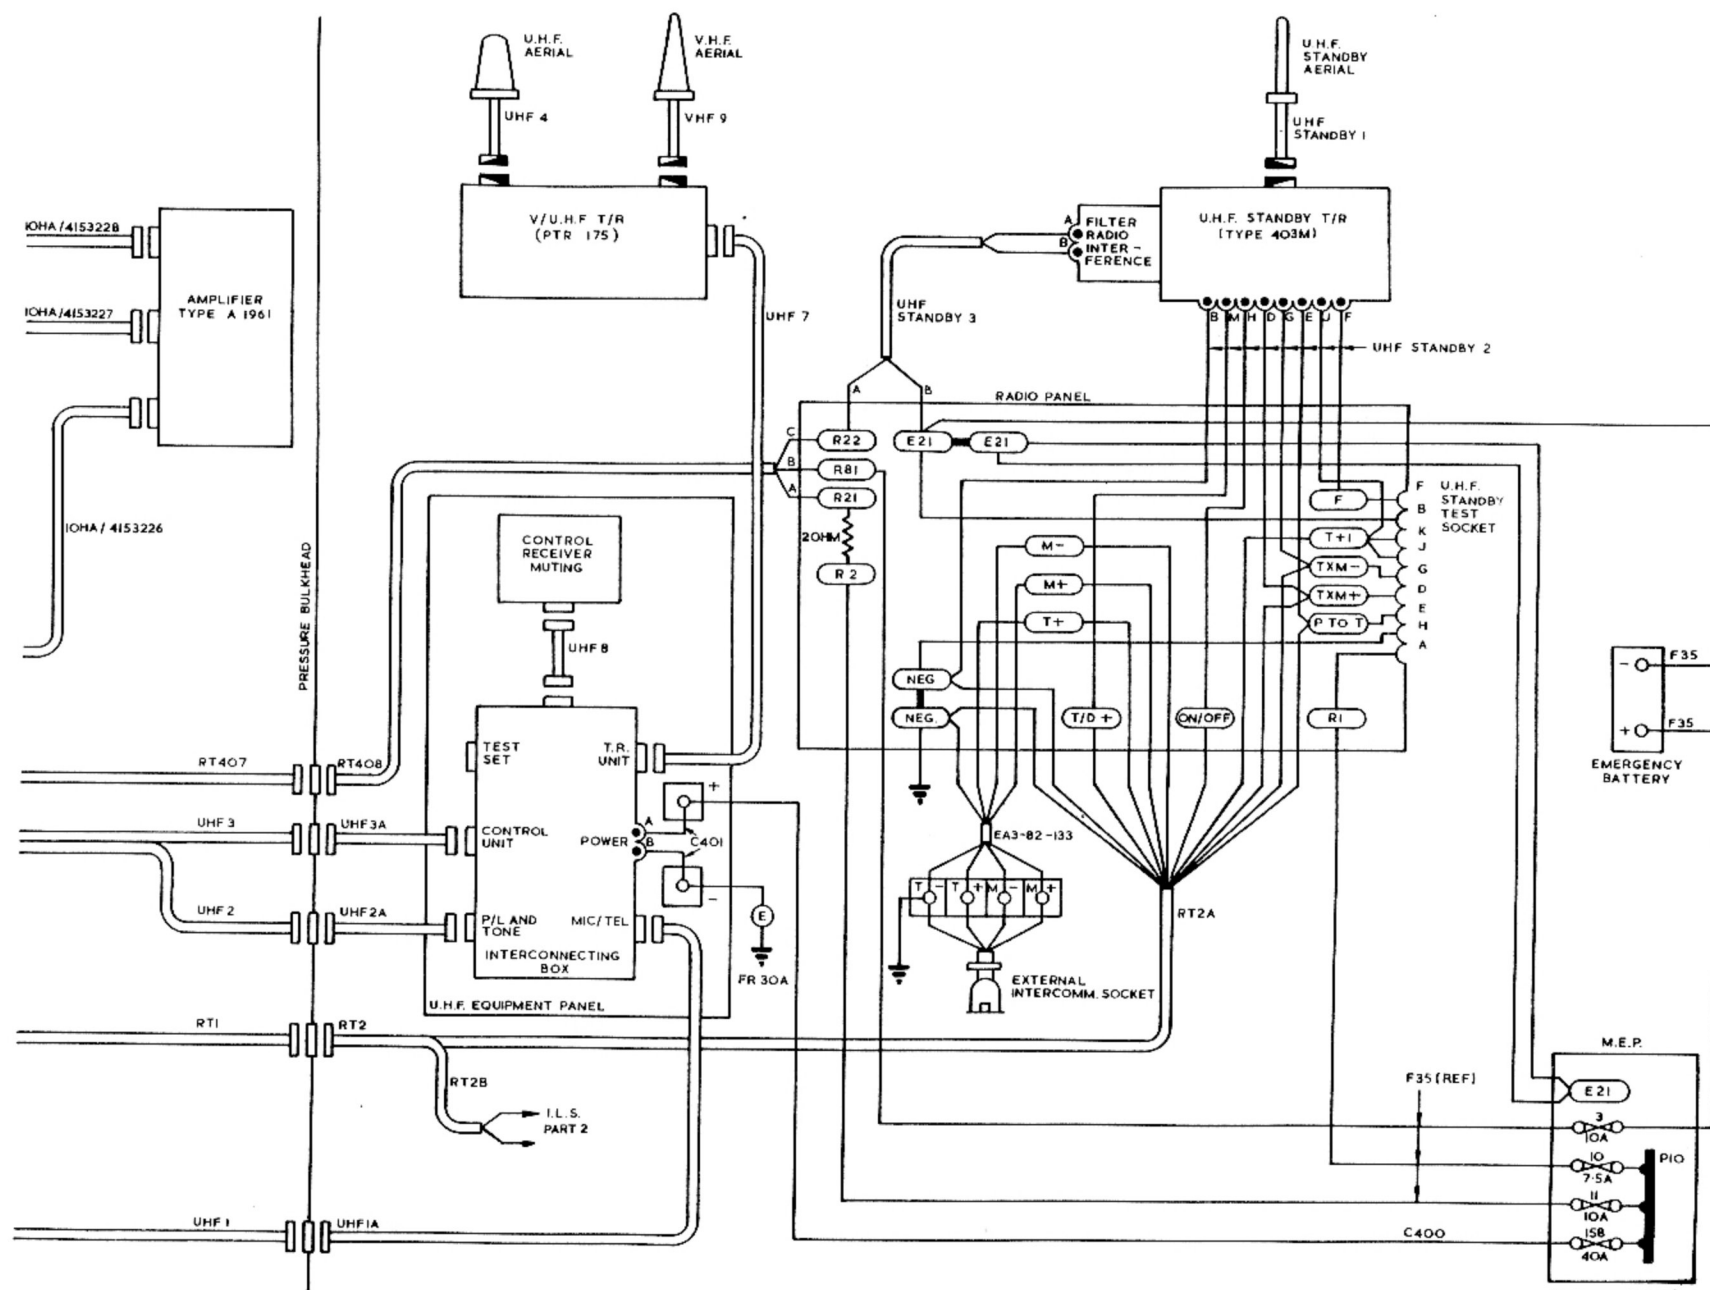 U.H.F.
AERIAL
V.H.F.
AERIAL
U.H.F.
STANDBY
AERIAL
UHF 4
VHF 9
UHF
STANDBY 1
V/U.H.F T/R
(PTR 175)
A
B
FILTER
RADIO
INTER-
FERENCE
U.H.F. STANDBY T/R
(TYPE 403M)
B M H D G E J F
UHF STANDBY 2
IOHA/4153228
IOHA/4153227
AMPLIFIER
TYPE A 1961
IOHA/4153226
PRESSURE BULKHEAD
UHF 7
UHF
STANDBY 3
A
B
RADIO PANEL
C
B
A
R22
R81
R21
2OHM
R2
E21
E21
F
B
K
J
G
D
E
H
A
U.H.F.
STANDBY
TEST
SOCKET
F
T+1
TXM-
TXM+
P TO T
M-
M+
T+
NEG
NEG.
T/D+
ON/OFF
R1
CONTROL
RECEIVER
MUTING
UHF 8
TEST
SET
T.R.
UNIT
CONTROL
UNIT
POWER
A
B
+
-
C401
P/L AND
TONE
MIC/TEL
INTERCONNECTING
BOX
U.H.F. EQUIPMENT PANEL
E
FR 30A
RT407
RT408
UHF 3
UHF3A
UHF2
UHF2A
RT1
RT2
RT2B
I.L.S.
PART 2
UHF 1
UHF1A
EA3-82-133
T - T + M - M +
EXTERNAL
INTERCOMM. SOCKET
RT2A
- F35
+ F35
EMERGENCY
BATTERY
M.E.P.
F35 (REF)
E21
3
10A
10
7·5A
11
10A
15B
40A
P10
C400